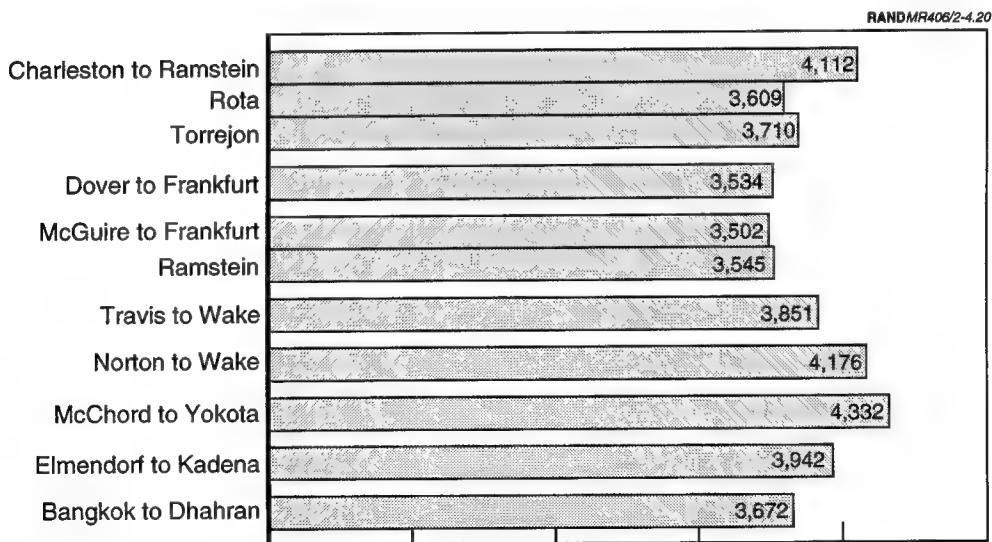 RANDMR406/2-4.20
Charleston to Ramstein 4,112
Rota 3,609
Torrejon 3,710
Dover to Frankfurt 3,534
McGuire to Frankfurt 3,502
Ramstein 3,545
Travis to Wake 3,851
Norton to Wake 4,176
McChord to Yokota 4,332
Elmendorf to Kadena 3,942
Bangkok to Dhahran 3,672